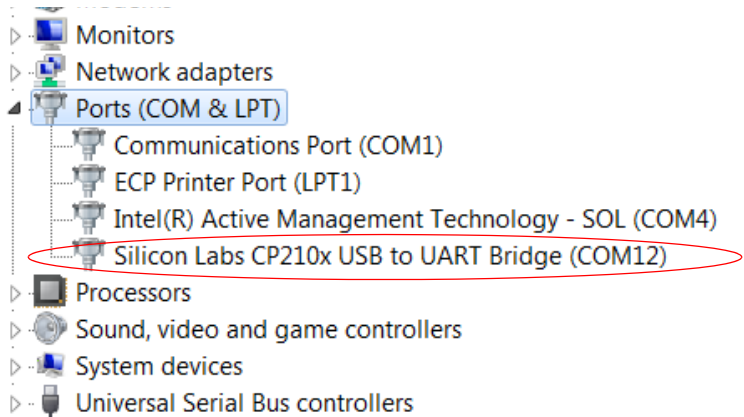 Monitors
Network adapters
Ports (COM & LPT)
Communications Port (COM1)
ECP Printer Port (LPT1)
Intel(R) Active Management Technology - SOL (COM4)
Silicon Labs CP210x USB to UART Bridge (COM12)
Processors
Sound, video and game controllers
System devices
Universal Serial Bus controllers